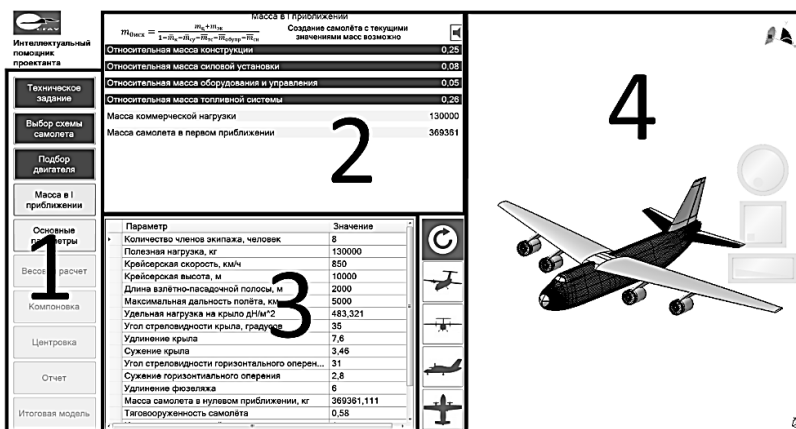 СГАУ
Интеллектуальный
помощник
проектанта
1
Техническое
задание
Выбор схемы
самолета
Подбор
двигателя
Масса в I
приближении
Основные
параметры
Весовой расчет
Компоновка
Центровка
Отчет
Итоговая модель
2
Масса в I приближении
Создание самолёта с текущими
значениями масс возможно
Относительная масса конструкции 0,25
Относительная масса силовой установки 0,08
Относительная масса оборудования и управления 0,05
Относительная масса топливной системы 0,26
Масса коммерческой нагрузки 130000
Масса самолета в первом приближении 369361
3
Параметр Значение
Количество членов экипажа, человек 8
Полезная нагрузка, кг 130000
Крейсерская скорость, км/ч 850
Крейсерская высота, м 10000
Длина взлётно-пасадочной полосы, м 2000
Максимальная дальность полёта, км 5000
Удельная нагрузка на крыло дН/м^2 483,321
Угол стреловидности крыла, градусов 35
Удлинение крыла 7,6
Сужение крыла 3,46
Угол стреловидности горизонтального оперен... 31
Сужение горизонтиального оперения 2,8
Удлинение фюзеляжа 6
Масса самолета в нулевом приближении, кг 369361,111
Тяговооруженность самолёта 0,58
4